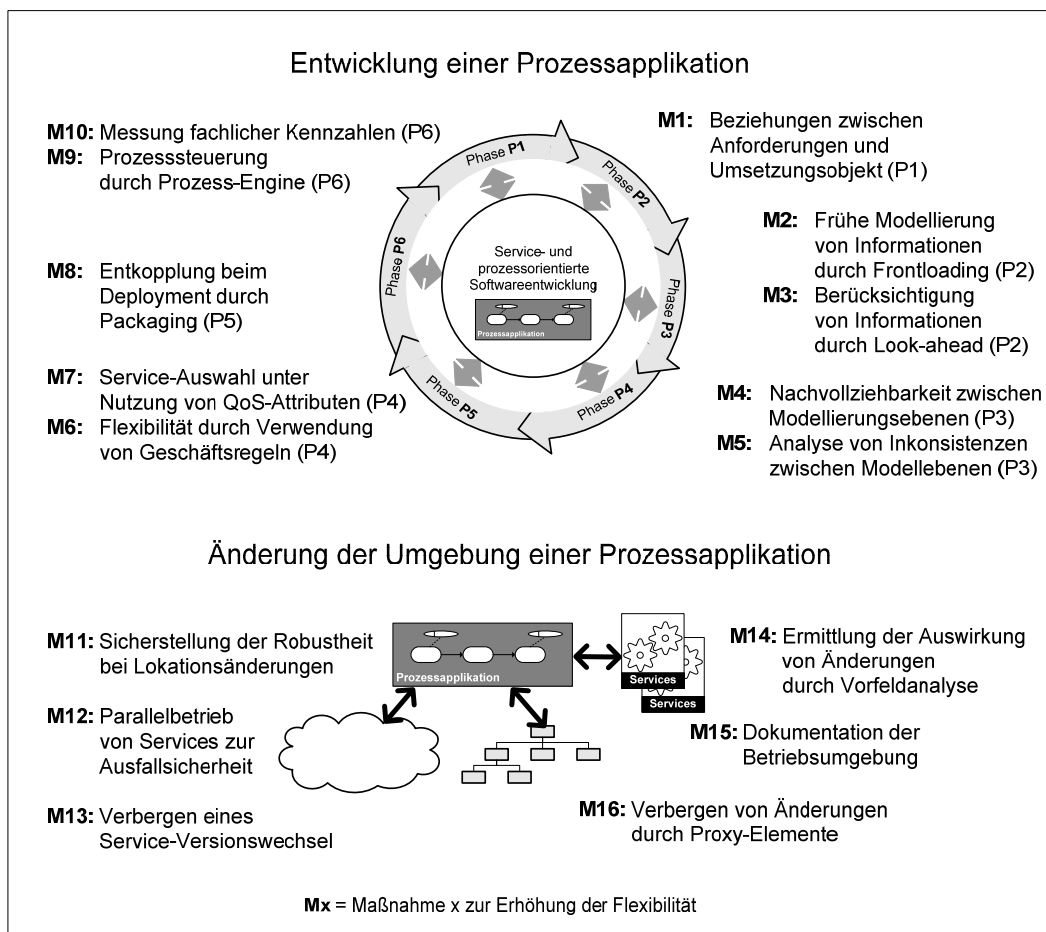 Entwicklung einer Prozessapplikation
M10: Messung fachlicher Kennzahlen (P6)
M9: Prozesssteuerung
durch Prozess-Engine (P6)
M8: Entkopplung beim
Deployment durch
Packaging (P5)
M7: Service-Auswahl unter
Nutzung von QoS-Attributen (P4)
M6: Flexibilität durch Verwendung
von Geschäftsregeln (P4)
Phase P1
Phase P2
Phase P3
Phase P4
Phase P5
Phase P6
Service- und
prozessorientierte
Softwareentwicklung
Prozessapplikation
M1: Beziehungen zwischen
Anforderungen und
Umsetzungsobjekt (P1)
M2: Frühe Modellierung
von Informationen
durch Frontloading (P2)
M3: Berücksichtigung
von Informationen
durch Look-ahead (P2)
M4: Nachvollziehbarkeit zwischen
Modellierungsebenen (P3)
M5: Analyse von Inkonsistenzen
zwischen Modellebenen (P3)
Änderung der Umgebung einer Prozessapplikation
M11: Sicherstellung der Robustheit
bei Lokationsänderungen
M12: Parallelbetrieb
von Services zur
Ausfallsicherheit
M13: Verbergen eines
Service-Versionswechsel
Prozessapplikation
Services
Services
M14: Ermittlung der Auswirkung
von Änderungen
durch Vorfeldanalyse
M15: Dokumentation der
Betriebsumgebung
M16: Verbergen von Änderungen
durch Proxy-Elemente
Mx = Maßnahme x zur Erhöhung der Flexibilität